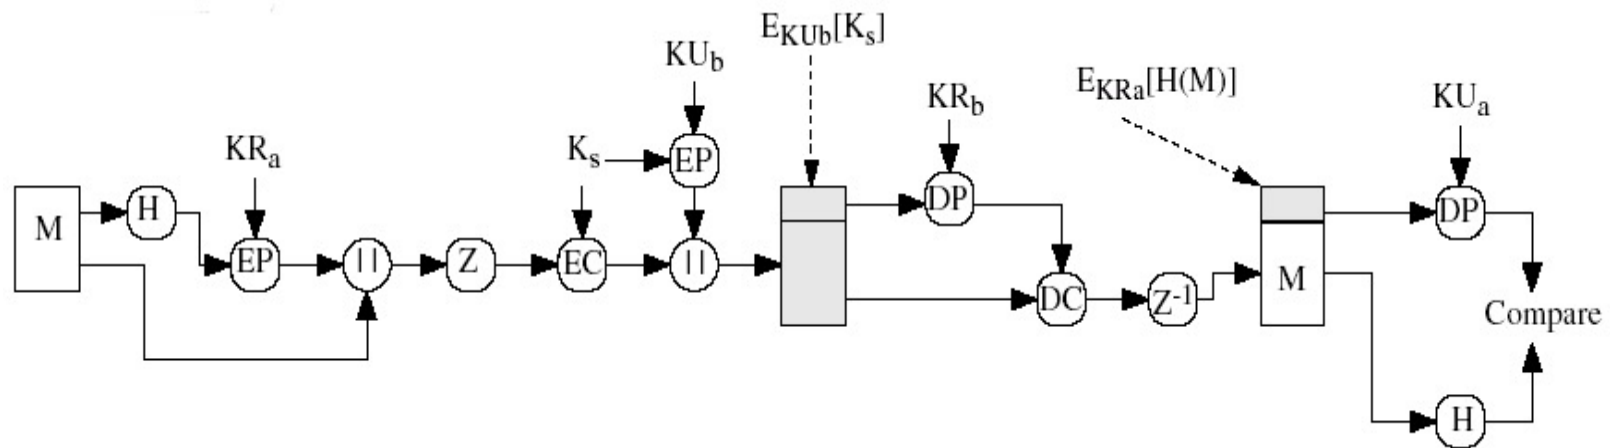 E_KUb[K_s]
KU_b
E_KRa[H(M)]
KR_b
KU_a
KR_a
K_s
EP
M
H
DP
DP
EP
||
Z
EC
||
DC
Z^-1
M
Compare
H